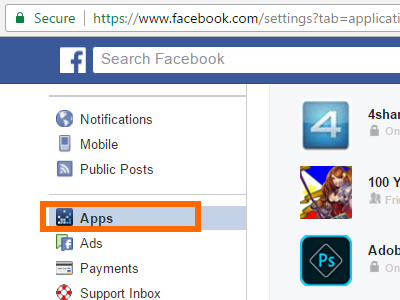 Secure https://www.facebook.com/settings?tab=applicati
f Search Facebook
Notifications
Mobile
Public Posts
Apps
Ads
Payments
Support Inbox
4
4shar
On
100 Y
Frie
Ps
Adob
On